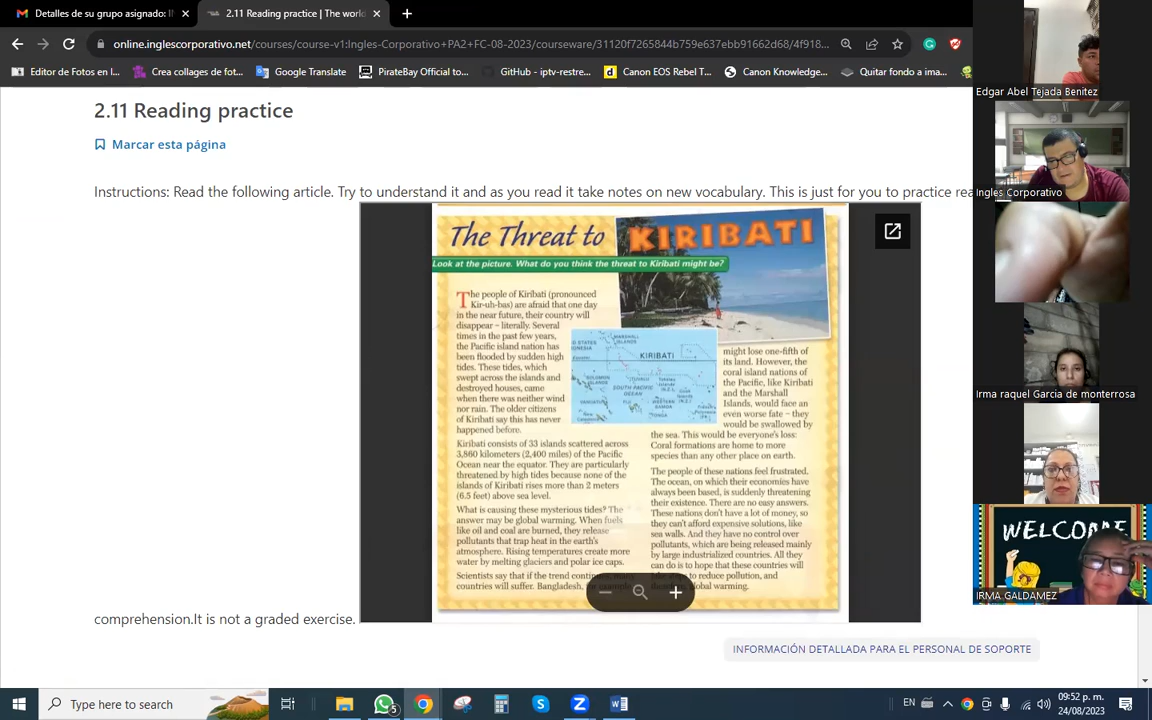 Detalles de su grupo asignado: I
2.11 Reading practice | The world
online.inglescorporativo.net/courses/course-v1:Ingles-Corporativo+PA2+FC-08-2023/courseware/31120f7265844b759e637ebb91662d68/4f918...
Editor de Fotos en l...
Crea collages de fot...
Google Translate
PirateBay Official to...
GitHub - iptv-restre...
Canon EOS Rebel T...
Canon Knowledge...
Quitar fondo a ima...
2.11 Reading practice
Marcar esta página
Instructions: Read the following article. Try to understand it and as you read it take notes on new vocabulary. This is just for you to practice rea
The Threat to KIRIBATI
Look at the picture. What do you think the threat to Kiribati might be?
The people of Kiribati (pronounced
Kir-uh-bas) are afraid that one day
in the near future, their country will
disappear – literally. Several
times in the past few years,
the Pacific island nation has
been flooded by sudden high
tides. These tides, which
swept across the islands and
destroyed houses, came
when there was neither wind
nor rain. The older citizens
of Kiribati say this has never
happened before.
Kiribati consists of 33 islands scattered across
3,860 kilometers (2,400 miles) of the Pacific
Ocean near the equator. They are particularly
threatened by high tides because none of the
islands of Kiribati rises more than 2 meters
(6.5 feet) above sea level.
What is causing these mysterious tides? The
answer may be global warming. When fuels
like oil and coal are burned, they release
pollutants that trap heat in the earth's
atmosphere. Rising temperatures create more
water by melting glaciers and polar ice caps.
Scientists say that if the trend continues, many
countries will suffer. Bangladesh, for example,
MARSHALL
ISLANDS
KIRIBATI
SOLOMON
ISLANDS
SOUTH PACIFIC
OCEAN
FIJI
WESTERN
SAMOA
TONGA
might lose one-fifth of
its land. However, the
coral island nations of
the Pacific, like Kiribati
and the Marshall
Islands, would face an
even worse fate – they
would be swallowed by
the sea. This would be everyone's loss:
Coral formations are home to more
species than any other place on earth.
The people of these nations feel frustrated.
The ocean, on which their economies have
always been based, is suddenly threatening
their existence. There are no easy answers.
These nations don't have a lot of money, so
they can't afford expensive solutions, like
sea walls. And they have no control over
pollutants, which are being released mainly
by large industrialized countries. All they
can do is to hope that these countries will
to reduce pollution, and
global warming.
comprehension.It is not a graded exercise.
INFORMACIÓN DETALLADA PARA EL PERSONAL DE SOPORTE
Edgar Abel Tejada Benitez
Ingles Corporativo
Irma raquel Garcia de monterrosa
WELCOME
IRMA GALDAMEZ
Type here to search
5
EN
09:52 p. m.
24/08/2023